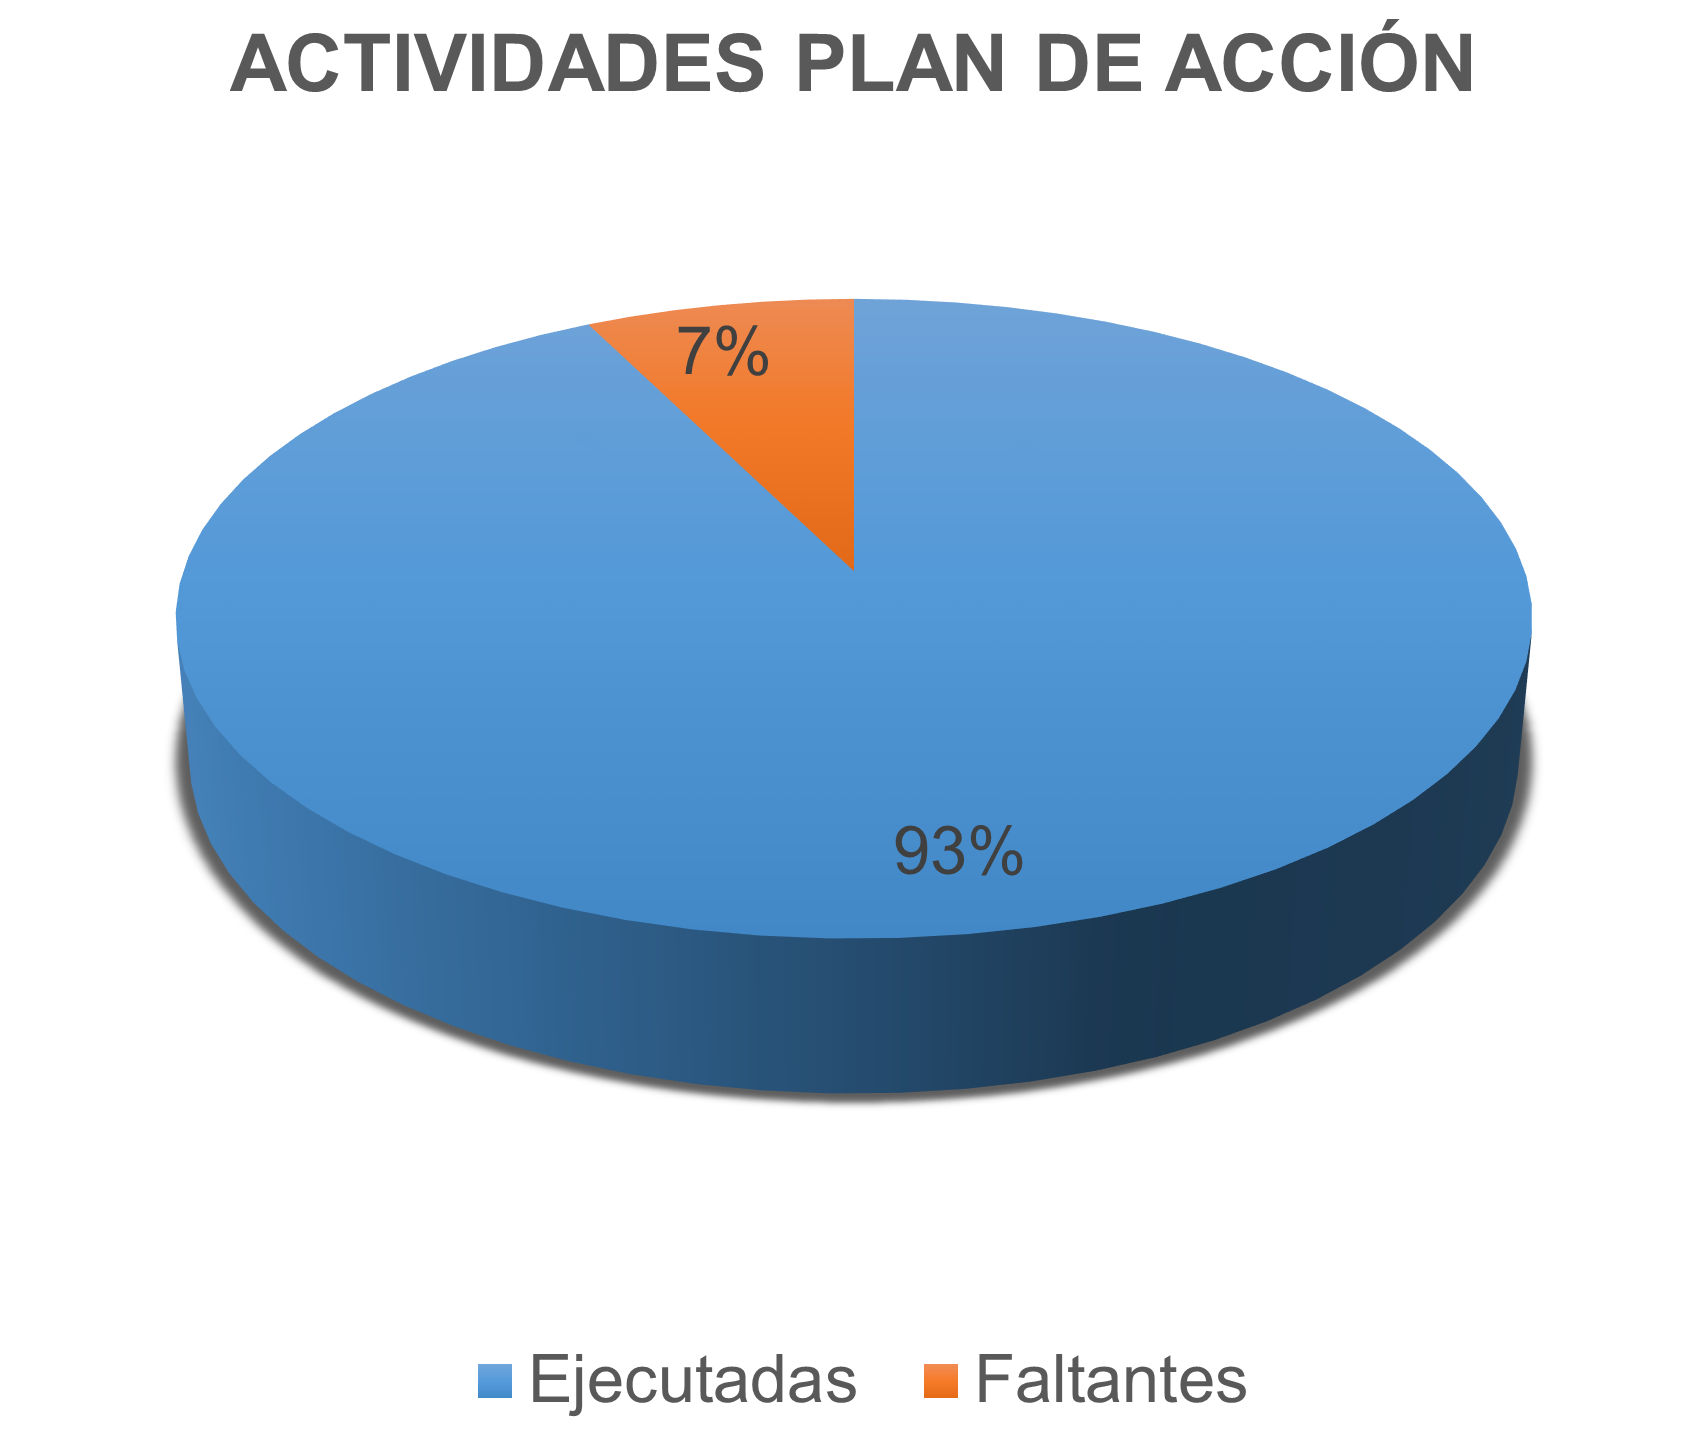 ACTIVIDADES PLAN DE ACCIÓN
7%
93%
Ejecutadas Faltantes